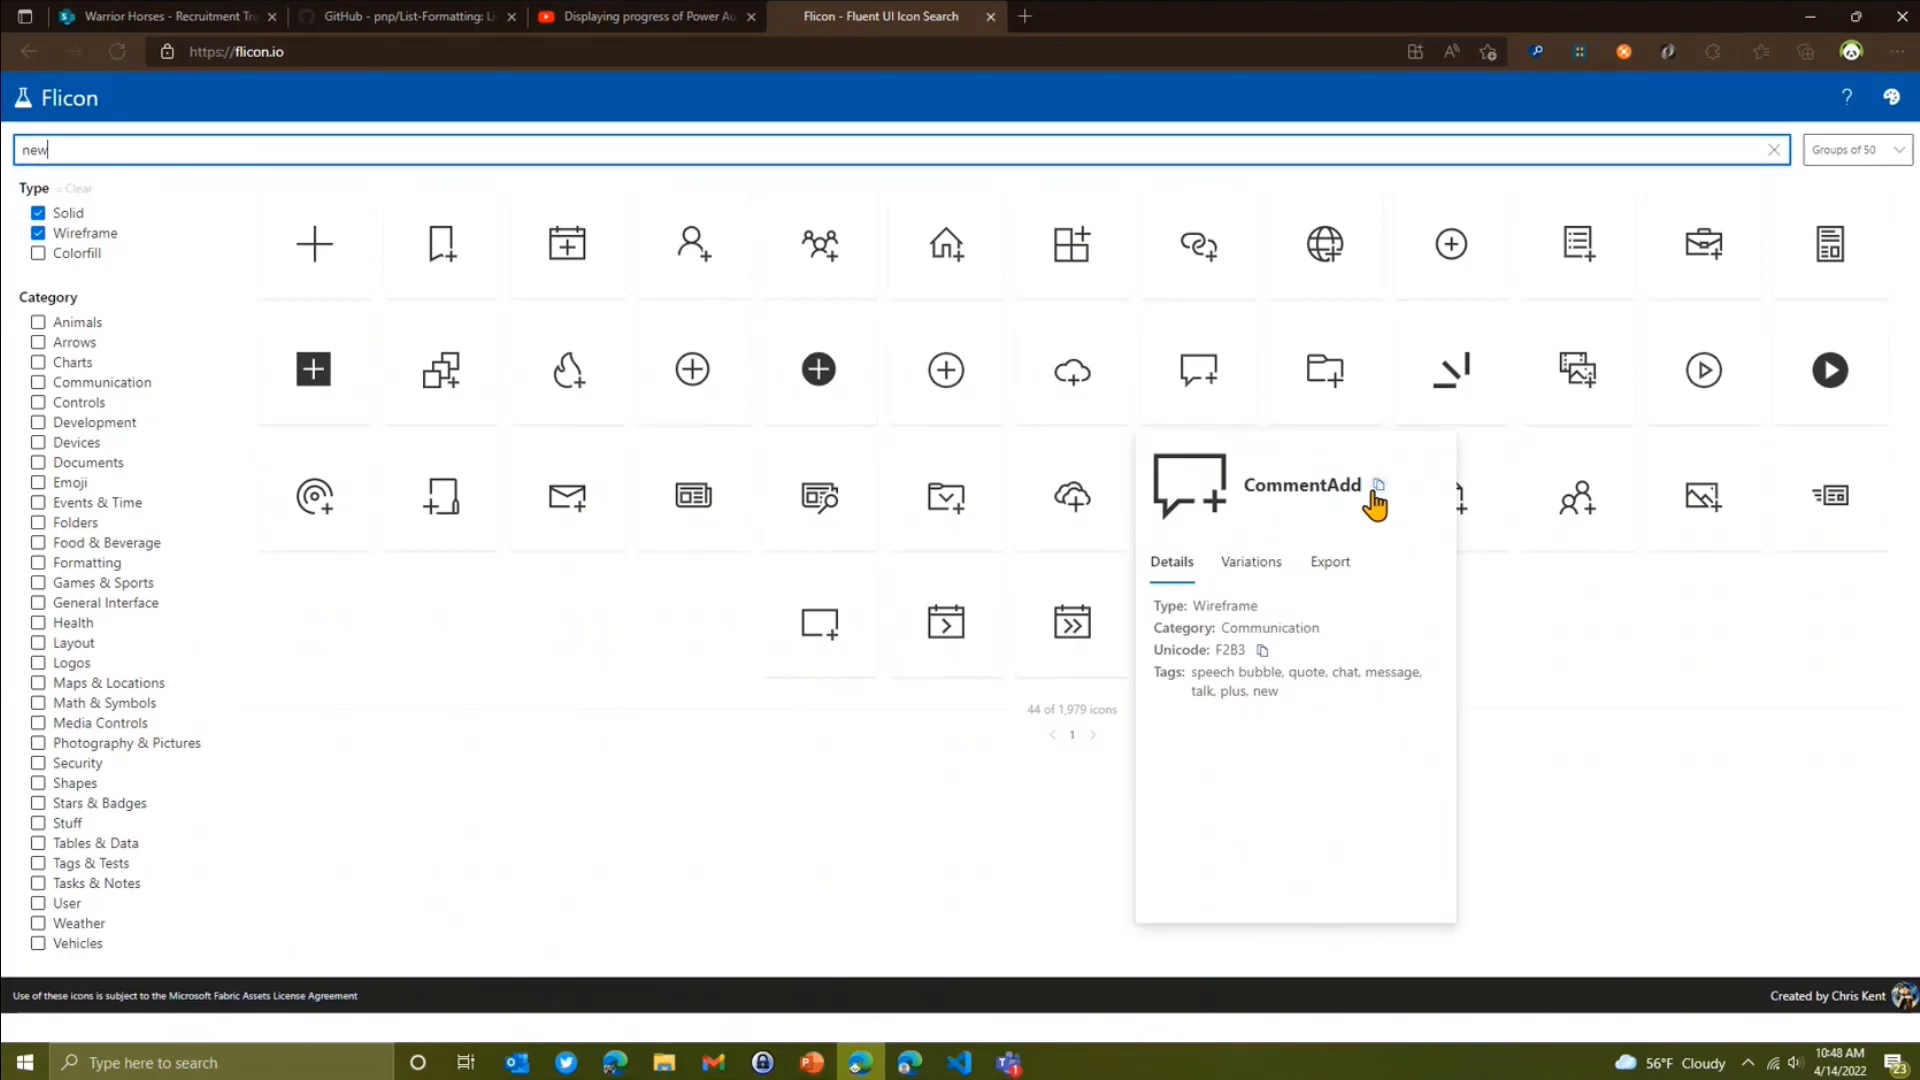 Warrior Horses - Recruitment Tra
GitHub - pnp/List-Formatting: Li
Displaying progress of Power Au
Flicon - Fluent UI Icon Search
https://flicon.io
Flicon
new
Groups of 50
Type
Clear
Solid
Wireframe
Colorfill
Category
Animals
Arrows
Charts
Communication
Controls
Development
Devices
Documents
Emoji
Events & Time
Folders
Food & Beverage
Formatting
Games & Sports
General Interface
Health
Layout
Logos
Maps & Locations
Math & Symbols
Media Controls
Photography & Pictures
Security
Shapes
Stars & Badges
Stuff
Tables & Data
Tags & Tests
Tasks & Notes
User
Weather
Vehicles
CommentAdd
Details Variations Export
Type: Wireframe
Category: Communication
Unicode: F2B3
Tags: speech bubble, quote, chat, message,
talk, plus, new
44 of 1,979 icons
1
Use of these icons is subject to the Microsoft Fabric Assets License Agreement
Created by Chris Kent
Type here to search
56°F Cloudy
10:48 AM
4/14/2022
23